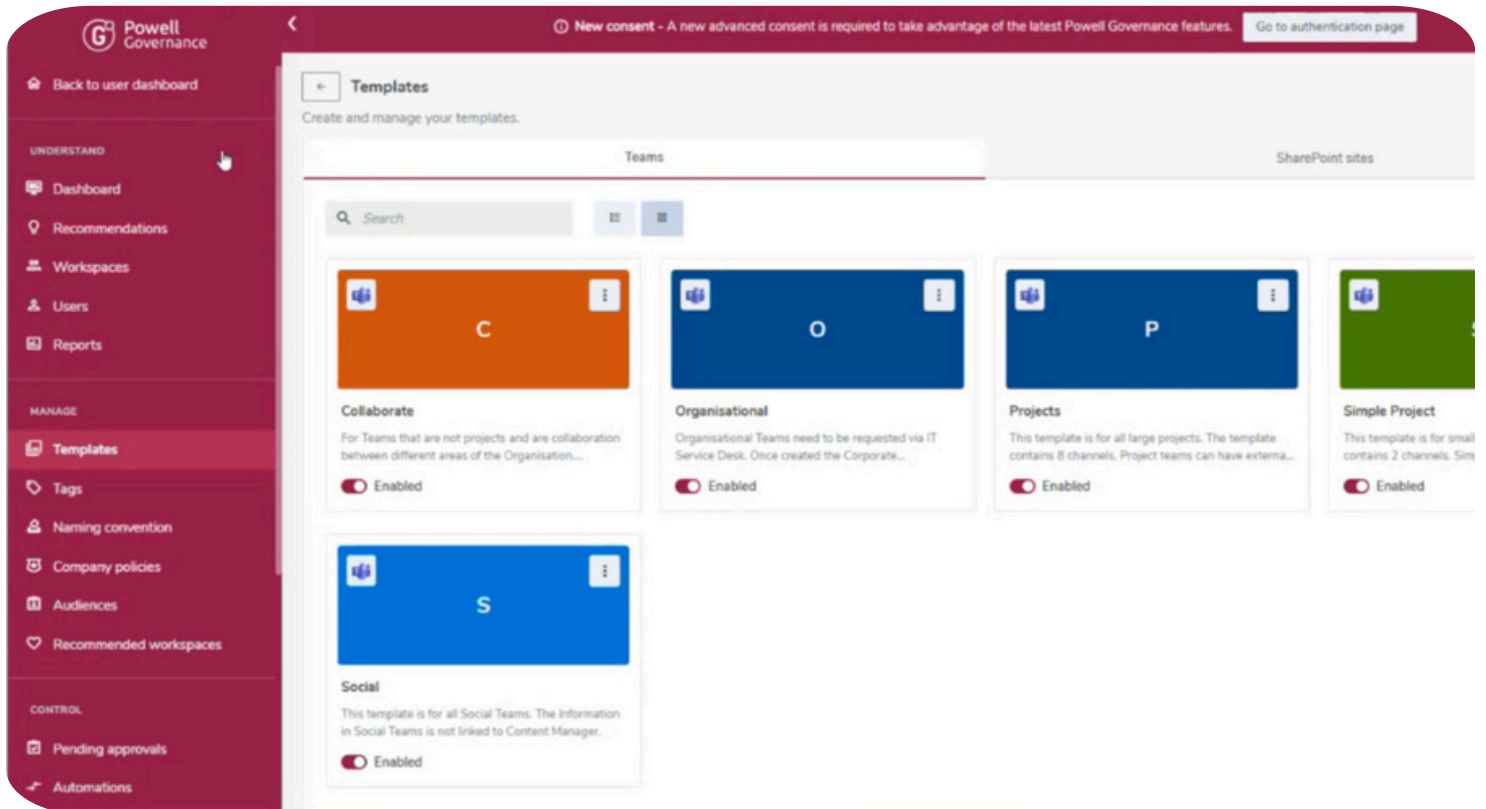 Powell
Governance
New consent - A new advanced consent is required to take advantage of the latest Powell Governance features.
Go to authentication page
Back to user dashboard
UNDERSTAND
Dashboard
Recommendations
Workspaces
Users
Reports
MANAGE
Templates
Tags
Naming convention
Company policies
Audiences
Recommended workspaces
CONTROL
Pending approvals
Automations
Templates
Create and manage your templates.
Teams
SharePoint sites
Search
C
Collaborate
For Teams that are not projects and are collaboration
between different areas of the Organisation....
Enabled
O
Organisational
Organisational Teams need to be requested via IT
Service Desk. Once created the Corporate...
Enabled
P
Projects
This template is for all large projects. The template
contains 8 channels. Project teams can have externa...
Enabled
Simple Project
This template is for small
contains 2 channels. Sim
Enabled
S
Social
This template is for all Social Teams. The Information
in Social Teams is not linked to Content Manager.
Enabled